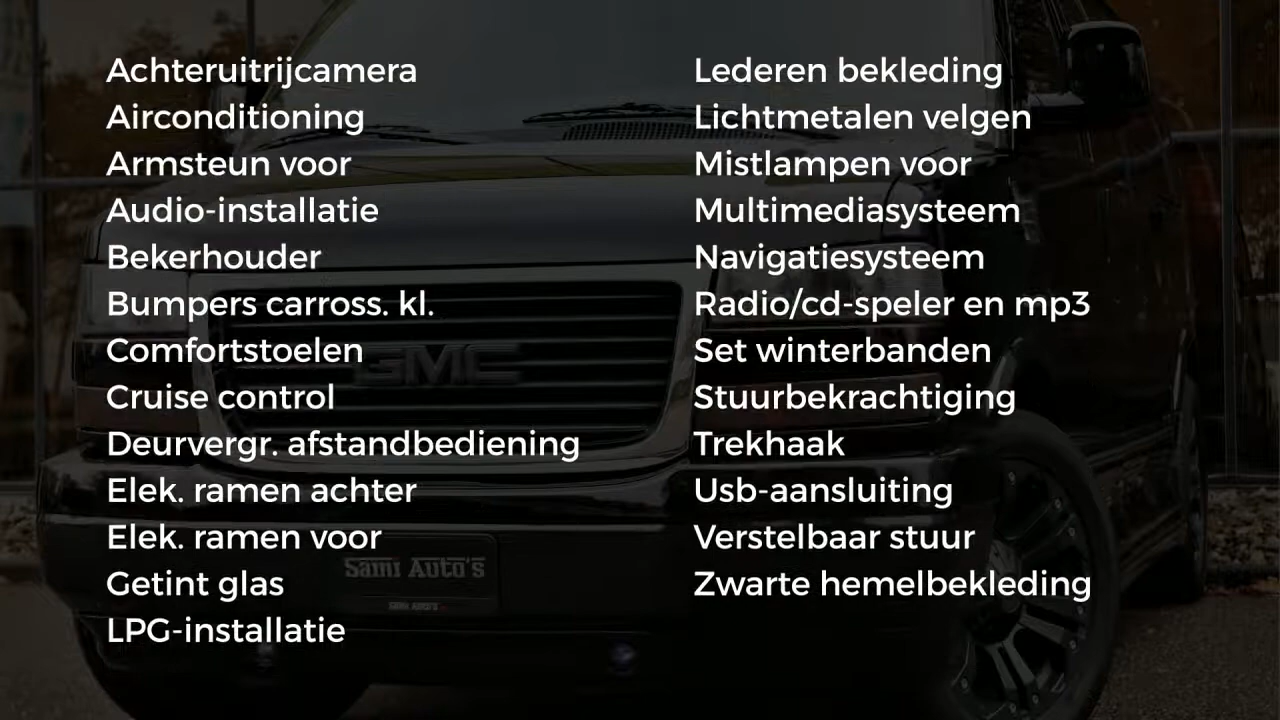 Achteruitrijcamera
Airconditioning
Armsteun voor
Audio-installatie
Bekerhouder
Bumpers carross. kl.
Comfortstoelen
Cruise control
Deurvergr. afstandbediening
Elek. ramen achter
Elek. ramen voor
Getint glas
LPG-installatie
Lederen bekleding
Lichtmetalen velgen
Mistlampen voor
Multimediasysteem
Navigatiesysteem
Radio/cd-speler en mp3
Set winterbanden
Stuurbekrachtiging
Trekhaak
Usb-aansluiting
Verstelbaar stuur
Zwarte hemelbekleding
GMC
Sami Auto's
SAMI AUTO'S